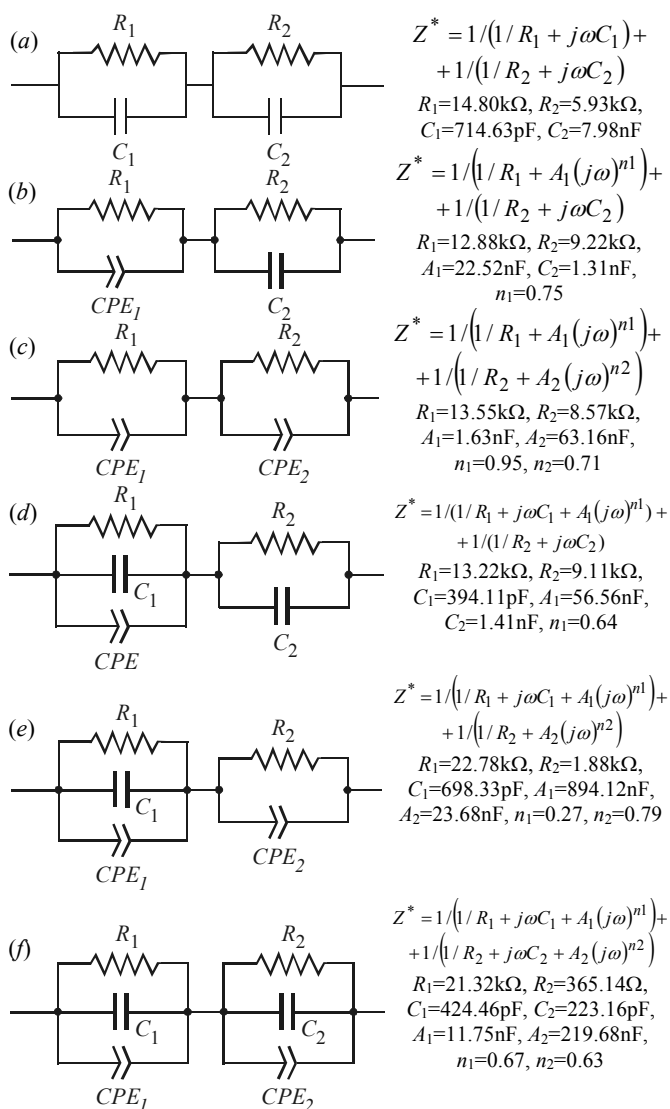 (a)
R1
R2
C1
C2
Z* = 1/(1/R1 + jωC1) +
+ 1/(1/R2 + jωC2)
R1=14.80kΩ, R2=5.93kΩ,
C1=714.63pF, C2=7.98nF
(b)
R1
R2
CPE1
C2
Z* = 1/(1/R1 + A1(jω)^n1) +
+ 1/(1/R2 + jωC2)
R1=12.88kΩ, R2=9.22kΩ,
A1=22.52nF, C2=1.31nF,
n1=0.75
(c)
R1
R2
CPE1
CPE2
Z* = 1/(1/R1 + A1(jω)^n1) +
+ 1/(1/R2 + A2(jω)^n2)
R1=13.55kΩ, R2=8.57kΩ,
A1=1.63nF, A2=63.16nF,
n1=0.95, n2=0.71
(d)
R1
R2
C1
C2
CPE
Z* = 1/(1/R1 + jωC1 + A1(jω)^n1) +
+ 1/(1/R2 + jωC2)
R1=13.22kΩ, R2=9.11kΩ,
C1=394.11pF, A1=56.56nF,
C2=1.41nF, n1=0.64
(e)
R1
R2
C1
CPE1
CPE2
Z* = 1/(1/R1 + jωC1 + A1(jω)^n1) +
+ 1/(1/R2 + A2(jω)^n2)
R1=22.78kΩ, R2=1.88kΩ,
C1=698.33pF, A1=894.12nF,
A2=23.68nF, n1=0.27, n2=0.79
(f)
R1
R2
C1
C2
CPE1
CPE2
Z* = 1/(1/R1 + jωC1 + A1(jω)^n1) +
+ 1/(1/R2 + jωC2 + A2(jω)^n2)
R1=21.32kΩ, R2=365.14Ω,
C1=424.46pF, C2=223.16pF,
A1=11.75nF, A2=219.68nF,
n1=0.67, n2=0.63